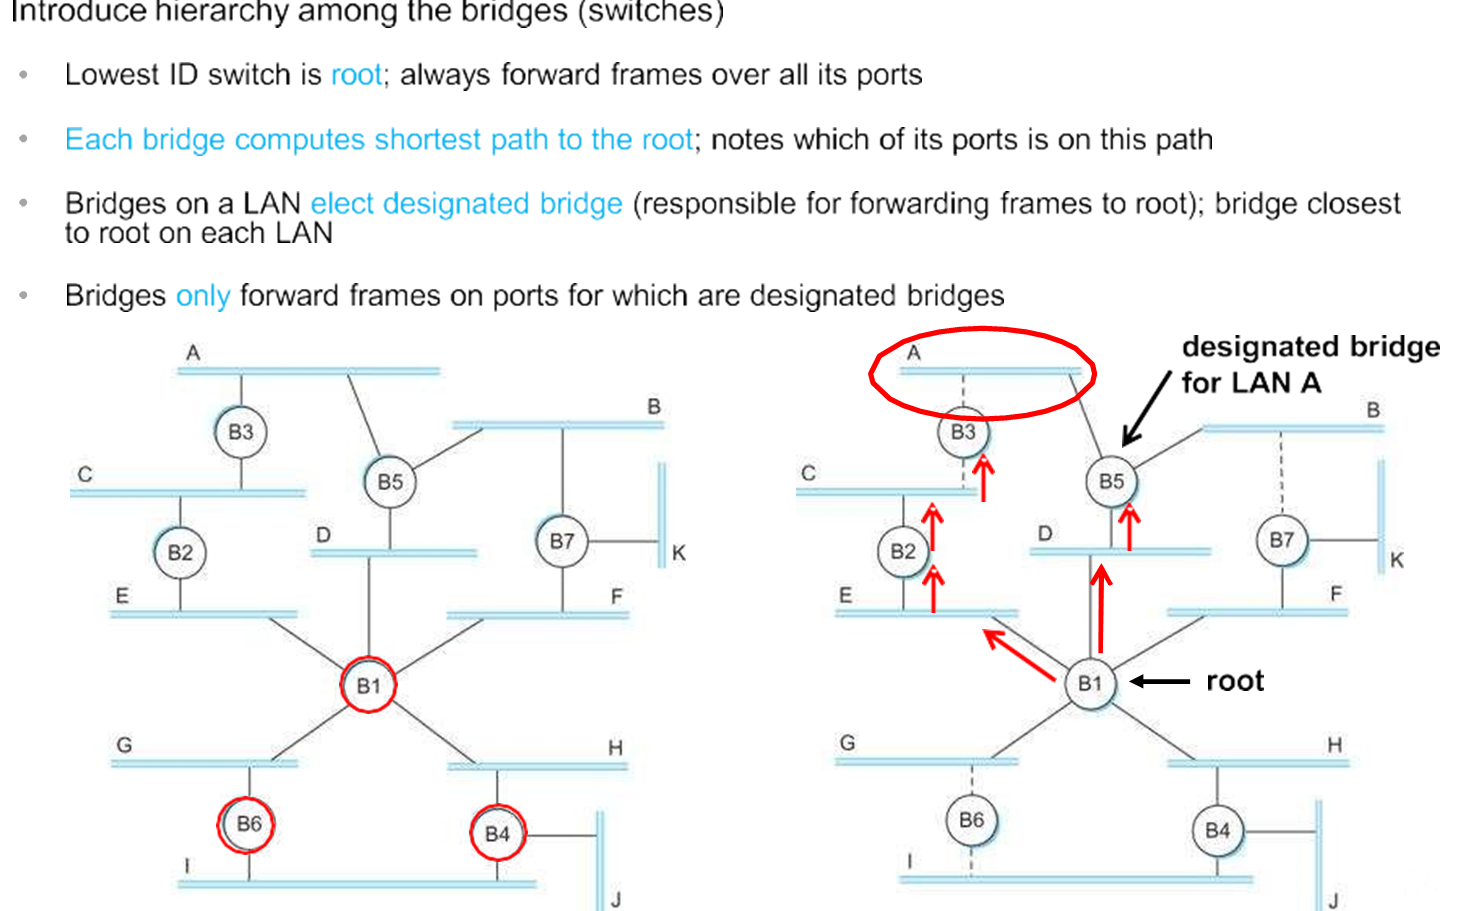 Introduce hierarchy among the bridges (switches)
• Lowest ID switch is root; always forward frames over all its ports
• Each bridge computes shortest path to the root; notes which of its ports is on this path
• Bridges on a LAN elect designated bridge (responsible for forwarding frames to root); bridge closest
to root on each LAN
• Bridges only forward frames on ports for which are designated bridges
A
B3
B
C
B5
D
B2
B7
K
E
F
B1
G
H
B6
B4
I
J
A
designated bridge
for LAN A
B
B3
C
B5
D
B2
B7
K
E
F
B1
root
G
H
B6
B4
I
J